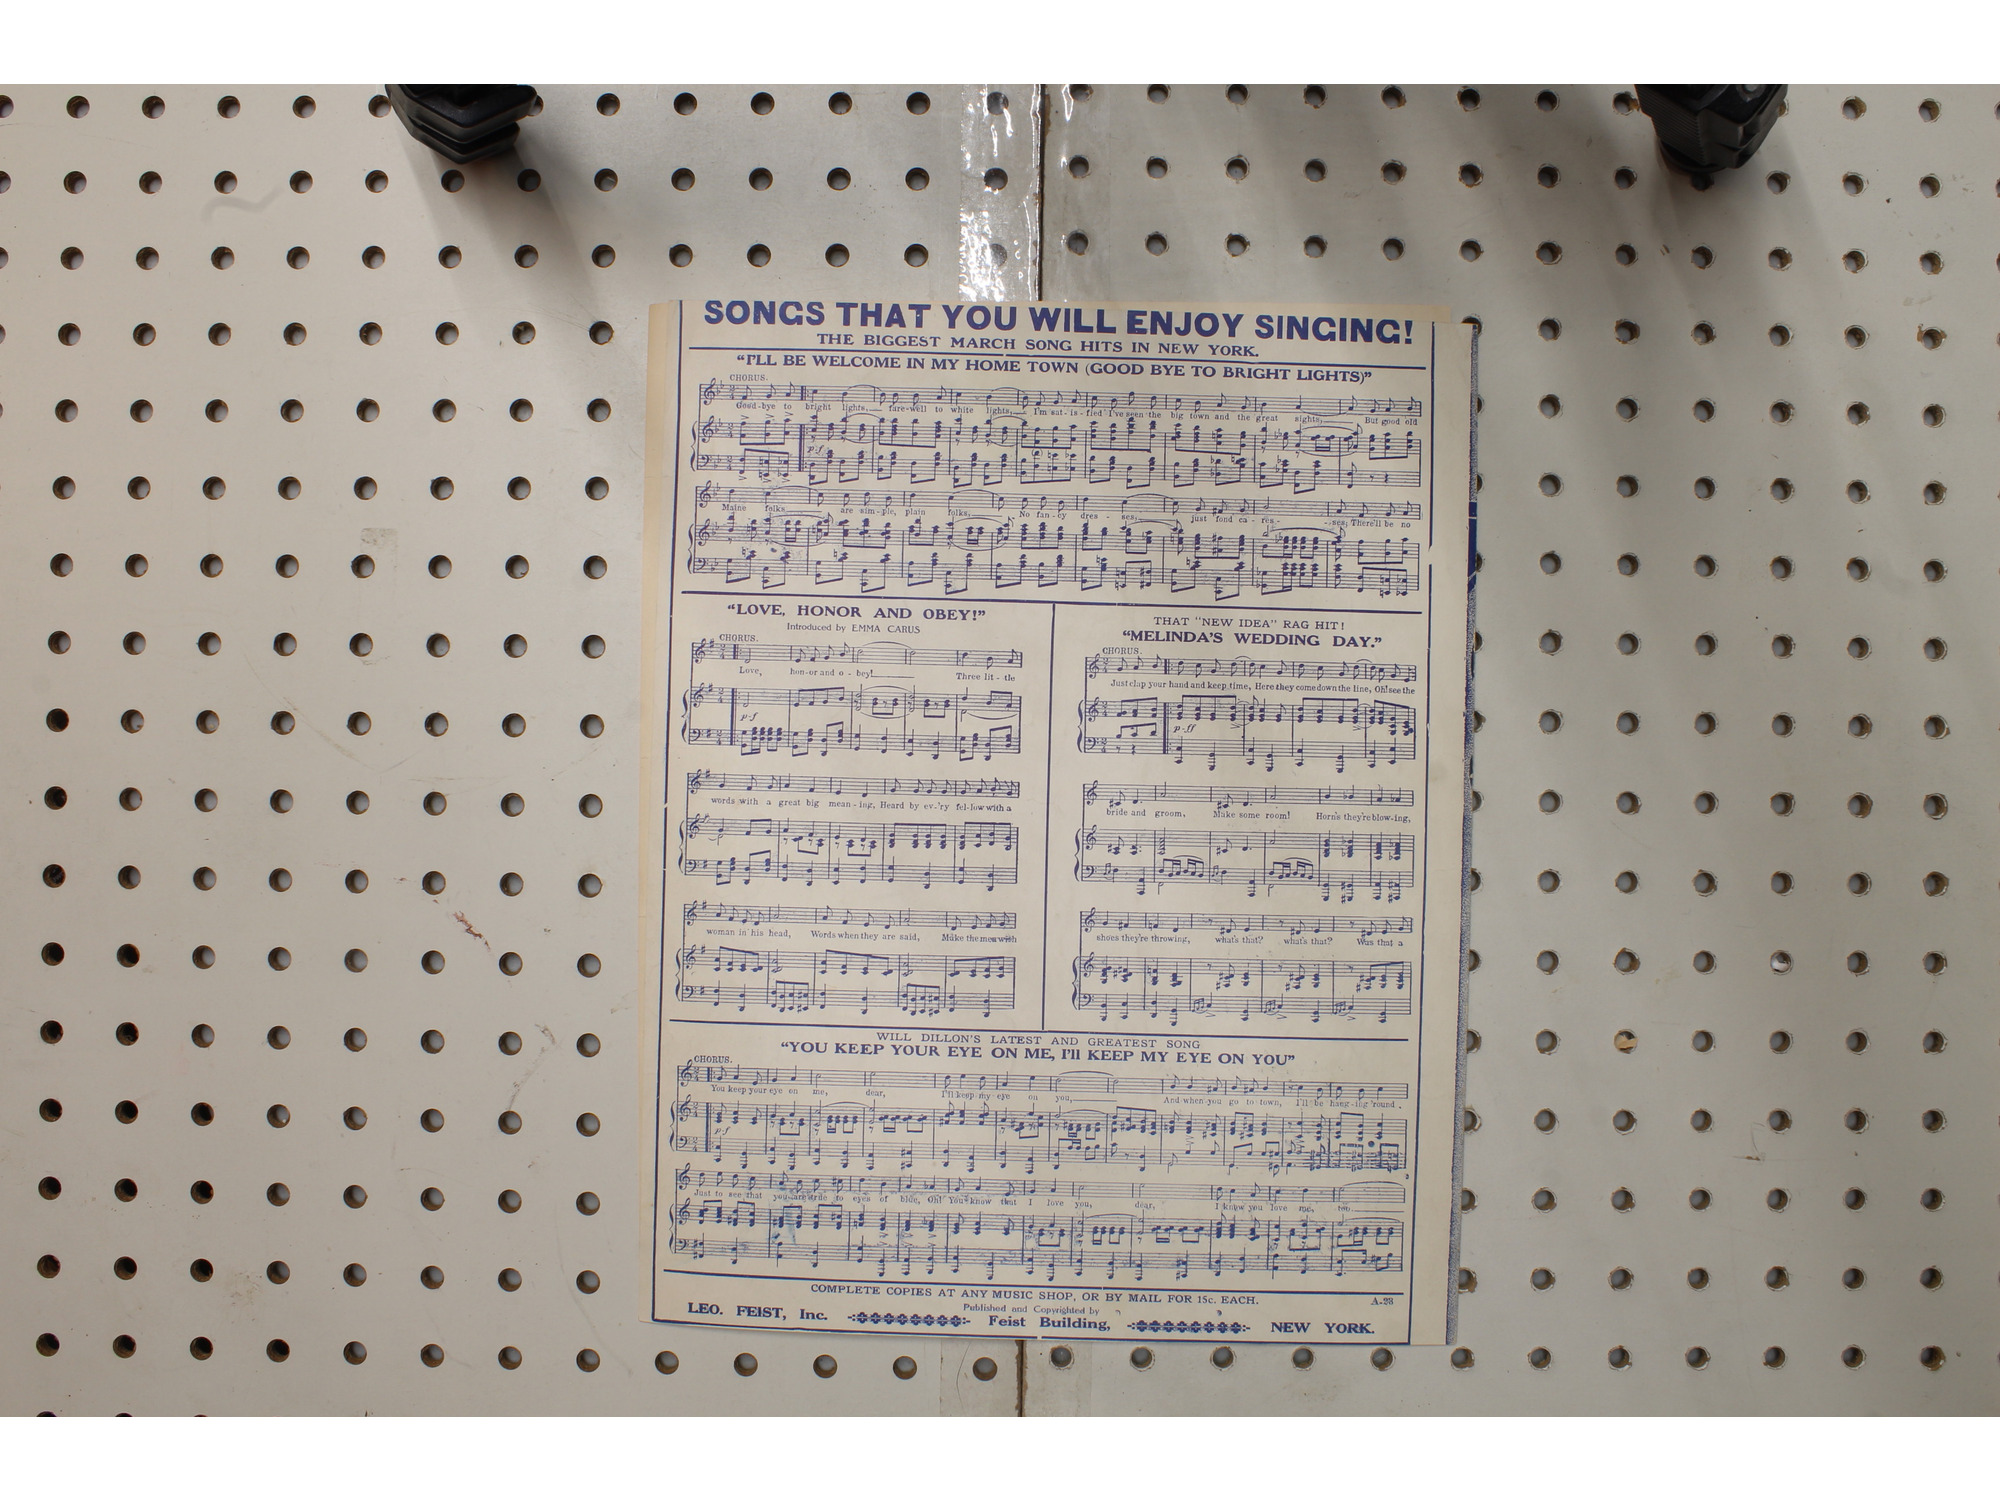 SONGS THAT YOU WILL ENJOY SINGING!
THE BIGGEST MARCH SONG HITS IN NEW YORK.
“I'LL BE WELCOME IN MY HOME TOWN (GOOD BYE TO BRIGHT LIGHTS)”
CHORUS.
Good-bye to bright lights, fare-well to white lights, I'm sat-is-fied I've seen the big town and the great sights, But good old
p-f
Maine folks are sim-ple, plain folks, No fan-cy dres-ses, just fond ca-res-ses; There'll be no
“LOVE, HONOR AND OBEY!”
Introduced by EMMA CARUS
CHORUS.
Love, hon-or and o-bey! Three lit-tle
p-f
words with a great big mean-ing, Heard by ev-'ry fel-low with a
woman in his head, Words when they are said, Make the men with
THAT "NEW IDEA" RAG HIT!
“MELINDA'S WEDDING DAY.”
CHORUS.
Just clap your hand and keep time, Here they come down the line, Oh! see the
p-ff
bride and groom, Make some room! Horns they're blow-ing,
shoes they're throwing, what's that? what's that? Was that a
WILL DILLON'S LATEST AND GREATEST SONG
“YOU KEEP YOUR EYE ON ME, I'll KEEP MY EYE ON YOU”
CHORUS.
You keep your eye on me, dear, I'll keep my eye on you, And when you go to town, I'll be hang-ing 'round,
p-f
Just to see that you are true to eyes of blue, Oh! You know that I love you, dear, I know you love me, too.
COMPLETE COPIES AT ANY MUSIC SHOP, OR BY MAIL FOR 15c. EACH. A-28
Published and Copyrighted by
LEO. FEIST, Inc. Feist Building, NEW YORK.